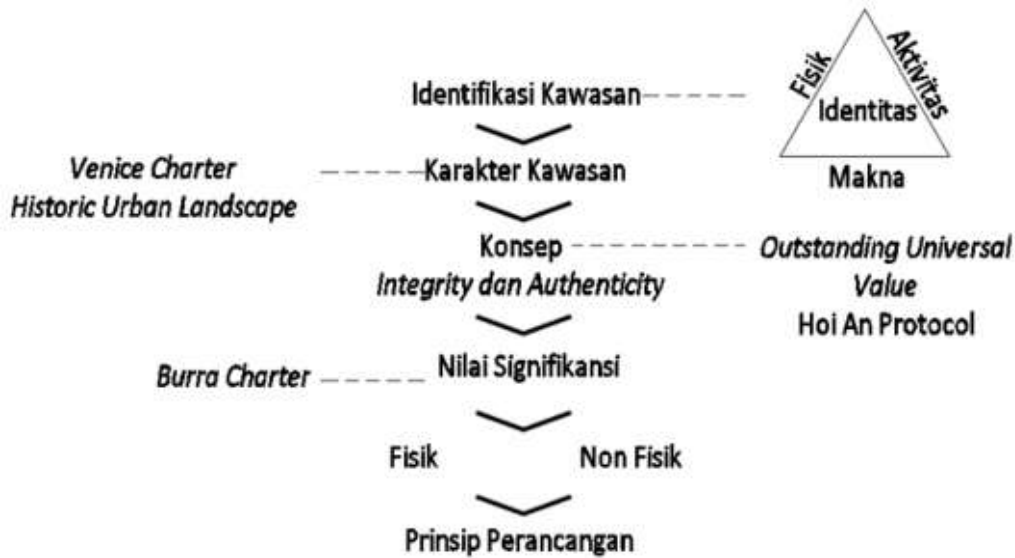 Fisik
Aktivitas
Identitas
Makna
Identifikasi Kawasan
Venice Charter
Historic Urban Landscape
Karakter Kawasan
Konsep
Integrity dan Authenticity
Outstanding Universal
Value
Hoi An Protocol
Burra Charter
Nilai Signifikansi
Fisik
Non Fisik
Prinsip Perancangan